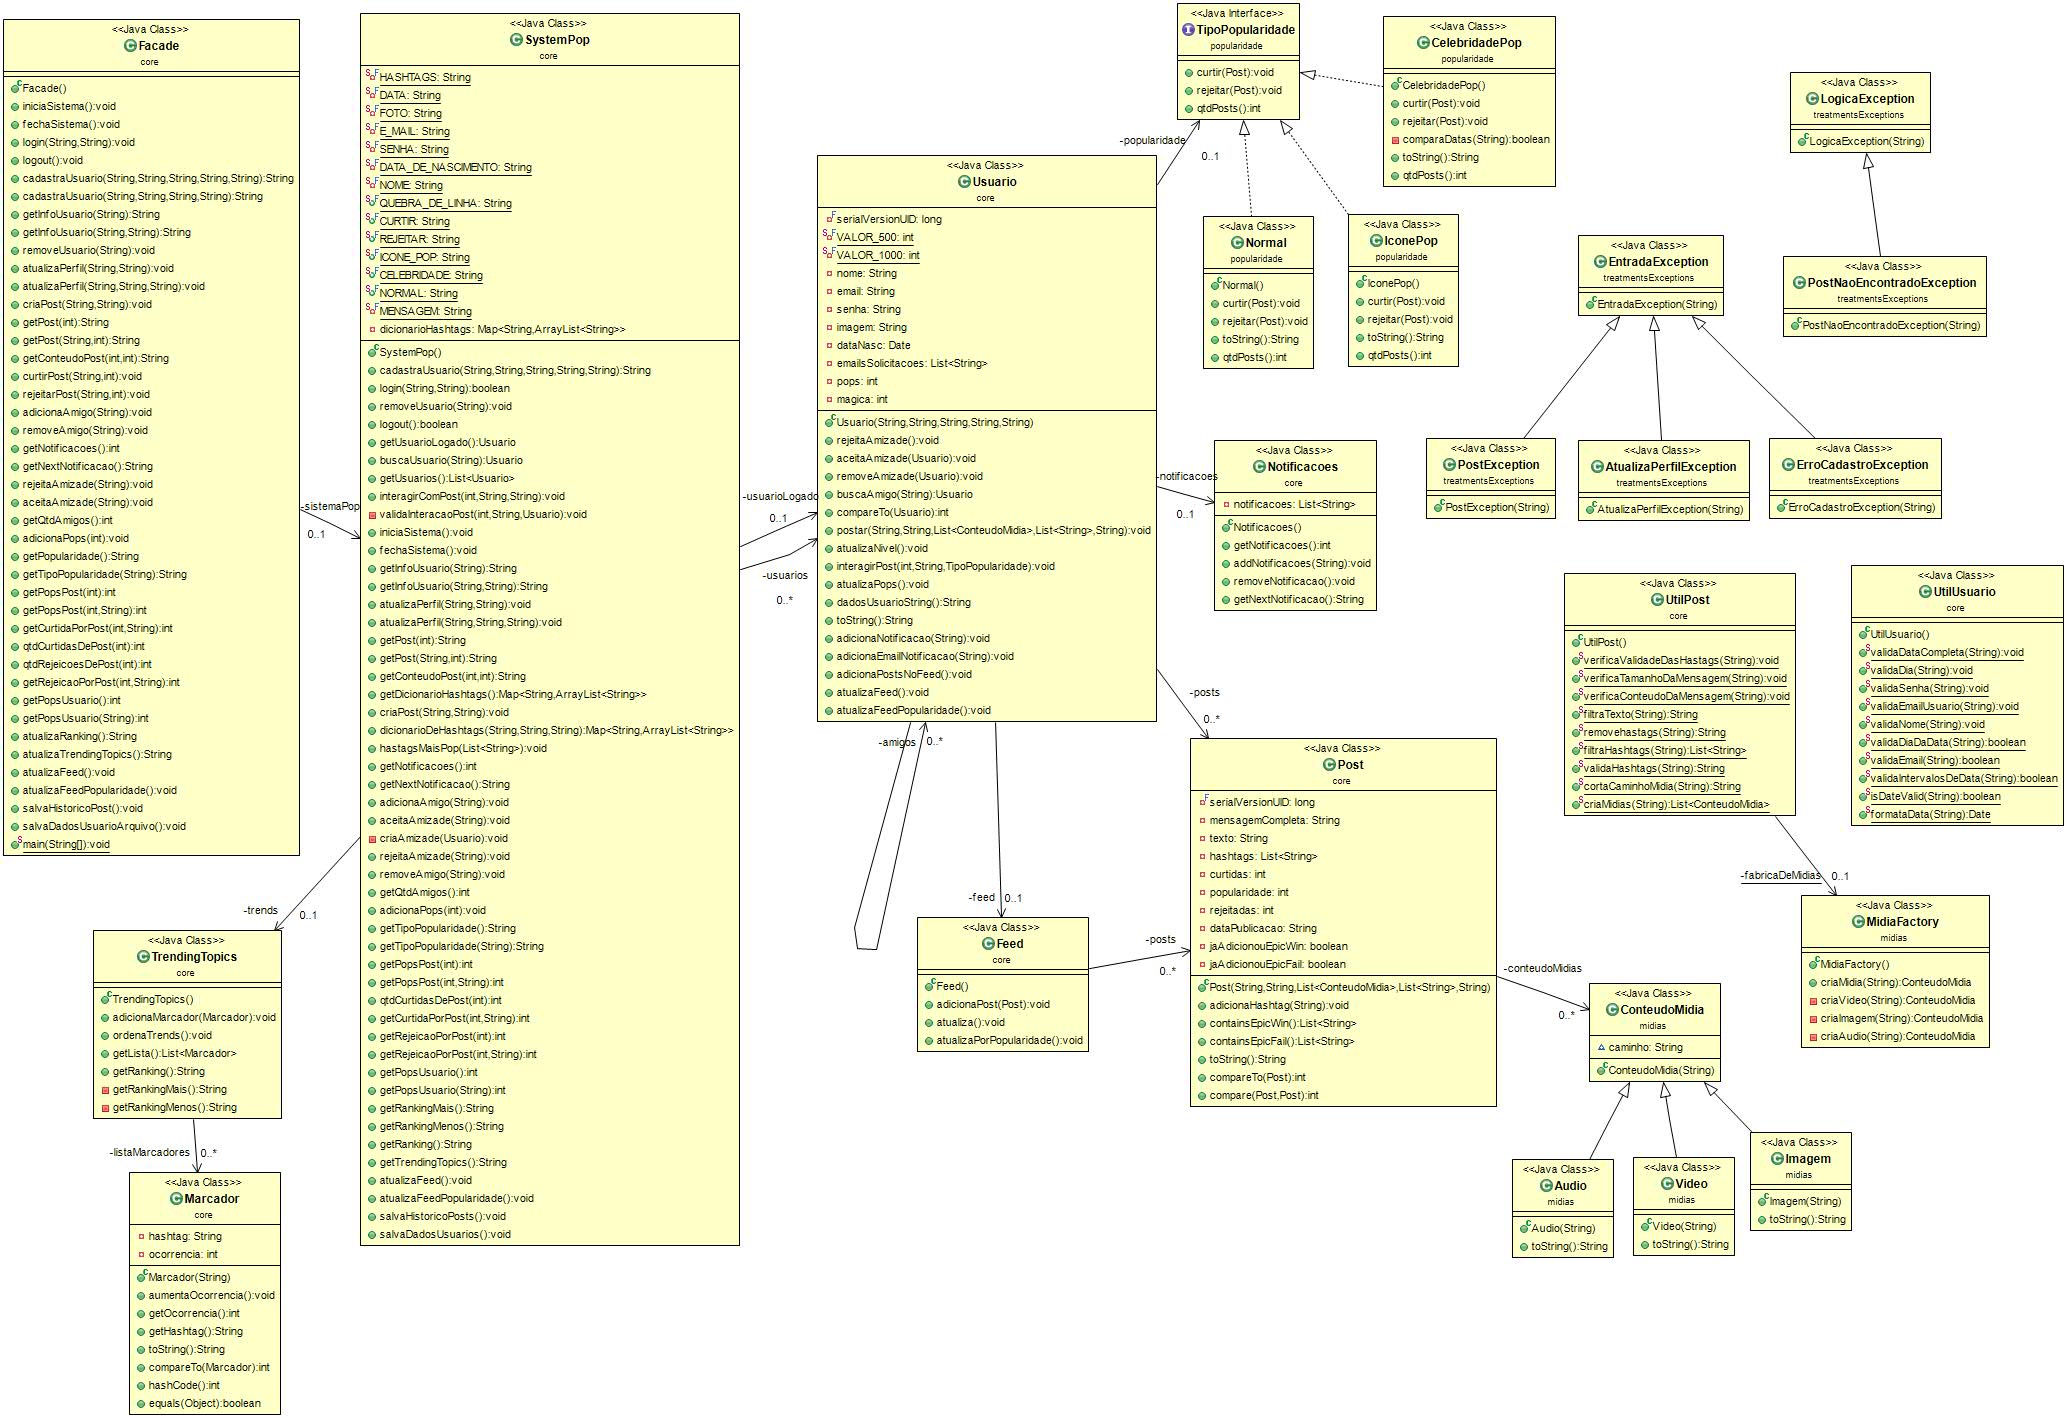 <<Java Class>>
Facade
core
Facade()
iniciaSistema():void
fechaSistema():void
login(String,String):void
logout():void
cadastraUsuario(String,String,String,String,String):String
cadastraUsuario(String,String,String,String):String
getInfoUsuario(String):String
getInfoUsuario(String,String):String
removeUsuario(String):void
atualizaPerfil(String,String):void
atualizaPerfil(String,String,String):void
criaPost(String,String):void
getPost(int):String
getPost(String,int):String
getConteudoPost(int,int):String
curtirPost(String,int):void
rejeitarPost(String,int):void
adicionaAmigo(String):void
removeAmigo(String):void
getNotificacoes():int
getNextNotificacao():String
rejeitaAmizade(String):void
aceitaAmizade(String):void
getQtdAmigos():int
adicionaPops(int):void
getPopularidade():String
getTipoPopularidade(String):String
getPopsPost(int):int
getPopsPost(int,String):int
getCurtidaPorPost(int,String):int
qtdCurtidasDePost(int):int
qtdRejeicoesDePost(int):int
getRejeicaoPorPost(int,String):int
getPopsUsuario():int
getPopsUsuario(String):int
atualizaRanking():String
atualizaTrendingTopics():String
atualizaFeed():void
atualizaFeedPopularidade():void
salvaHistoricoPost():void
salvaDadosUsuarioArquivo():void
main(String[]):void
-sistemaPop
0..1
<<Java Class>>
SystemPop
core
HASHTAGS: String
DATA: String
FOTO: String
E_MAIL: String
SENHA: String
DATA_DE_NASCIMENTO: String
NOME: String
QUEBRA_DE_LINHA: String
CURTIR: String
REJEITAR: String
ICONE_POP: String
CELEBRIDADE: String
NORMAL: String
MENSAGEM: String
dicionarioHashtags: Map<String,ArrayList<String>>
SystemPop()
cadastraUsuario(String,String,String,String,String):String
login(String,String):boolean
removeUsuario(String):void
logout():boolean
getUsuarioLogado():Usuario
buscaUsuario(String):Usuario
getUsuarios():List<Usuario>
interagirComPost(int,String,String):void
validaInteracaoPost(int,String,Usuario):void
iniciaSistema():void
fechaSistema():void
getInfoUsuario(String):String
getInfoUsuario(String,String):String
atualizaPerfil(String,String):void
atualizaPerfil(String,String,String):void
getPost(int):String
getPost(String,int):String
getConteudoPost(int,int):String
getDicionarioHashtags():Map<String,ArrayList<String>>
criaPost(String,String):void
dicionarioDeHashtags(String,String,String):Map<String,ArrayList<String>>
hastagsMaisPop(List<String>):void
getNotificacoes():int
getNextNotificacao():String
adicionaAmigo(String):void
aceitaAmizade(String):void
criaAmizade(Usuario):void
rejeitaAmizade(String):void
removeAmigo(String):void
getQtdAmigos():int
adicionaPops(int):void
getTipoPopularidade():String
getTipoPopularidade(String):String
getPopsPost(int):int
getPopsPost(int,String):int
qtdCurtidasDePost(int):int
getCurtidaPorPost(int,String):int
getRejeicaoPorPost(int):int
getRejeicaoPorPost(int,String):int
getPopsUsuario():int
getPopsUsuario(String):int
getRankingMais():String
getRankingMenos():String
getRanking():String
getTrendingTopics():String
atualizaFeed():void
atualizaFeedPopularidade():void
salvaHistoricoPosts():void
salvaDadosUsuarios():void
-trends
0..1
<<Java Class>>
TrendingTopics
core
TrendingTopics()
adicionaMarcador(Marcador):void
ordenaTrends():void
getLista():List<Marcador>
getRanking():String
getRankingMais():String
getRankingMenos():String
-listaMarcadores
0..*
<<Java Class>>
Marcador
core
hashtag: String
ocorrencia: int
Marcador(String)
aumentaOcorrencia():void
getOcorrencia():int
getHashtag():String
toString():String
compareTo(Marcador):int
hashCode():int
equals(Object):boolean
-usuarioLogado
0..1
-usuarios
0..*
<<Java Class>>
Usuario
core
serialVersionUID: long
VALOR_500: int
VALOR_1000: int
nome: String
email: String
senha: String
imagem: String
dataNasc: Date
emailsSolicitacoes: List<String>
pops: int
magica: int
Usuario(String,String,String,String,String)
rejeitaAmizade():void
aceitaAmizade(Usuario):void
removeAmizade(Usuario):void
buscaAmigo(String):Usuario
compareTo(Usuario):int
postar(String,String,List<ConteudoMidia>,List<String>,String):void
atualizaNivel():void
interagirPost(int,String,TipoPopularidade):void
atualizaPops():void
dadosUsuarioString():String
toString():String
adicionaNotificacao(String):void
adicionaEmailNotificacao(String):void
adicionaPostsNoFeed():void
atualizaFeed():void
atualizaFeedPopularidade():void
-amigos
0..*
-feed
0..1
<<Java Class>>
Feed
core
Feed()
adicionaPost(Post):void
atualiza():void
atualizaPorPopularidade():void
-posts
0..*
-popularidade
0..1
<<Java Interface>>
TipoPopularidade
popularidade
curtir(Post):void
rejeitar(Post):void
qtdPosts():int
<<Java Class>>
CelebridadePop
popularidade
CelebridadePop()
curtir(Post):void
rejeitar(Post):void
comparaDatas(String):boolean
toString():String
qtdPosts():int
<<Java Class>>
Normal
popularidade
Normal()
curtir(Post):void
rejeitar(Post):void
toString():String
qtdPosts():int
<<Java Class>>
IconePop
popularidade
IconePop()
curtir(Post):void
rejeitar(Post):void
toString():String
qtdPosts():int
-notificacoes
0..1
<<Java Class>>
Notificacoes
core
notificacoes: List<String>
Notificacoes()
getNotificacoes():int
addNotificacoes(String):void
removeNotificacao():void
getNextNotificacao():String
-posts
0..*
<<Java Class>>
Post
core
serialVersionUID: long
mensagemCompleta: String
texto: String
hashtags: List<String>
curtidas: int
popularidade: int
rejeitadas: int
dataPublicacao: String
jaAdicionouEpicWin: boolean
jaAdicionouEpicFail: boolean
Post(String,String,List<ConteudoMidia>,List<String>,String)
adicionaHashtag(String):void
containsEpicWin():List<String>
containsEpicFail():List<String>
toString():String
compareTo(Post):int
compare(Post,Post):int
-conteudoMidias
0..*
<<Java Class>>
ConteudoMidia
midias
caminho: String
ConteudoMidia(String)
<<Java Class>>
Audio
midias
Audio(String)
toString():String
<<Java Class>>
Video
midias
Video(String)
toString():String
<<Java Class>>
Imagem
midias
Imagem(String)
toString():String
<<Java Class>>
LogicaException
treatmentsExceptions
LogicaException(String)
<<Java Class>>
PostNaoEncontradoException
treatmentsExceptions
PostNaoEncontradoException(String)
<<Java Class>>
EntradaException
treatmentsExceptions
EntradaException(String)
<<Java Class>>
PostException
treatmentsExceptions
PostException(String)
<<Java Class>>
AtualizaPerfilException
treatmentsExceptions
AtualizaPerfilException(String)
<<Java Class>>
ErroCadastroException
treatmentsExceptions
ErroCadastroException(String)
<<Java Class>>
UtilPost
core
UtilPost()
verificaValidadeDasHastags(String):void
verificaTamanhoDaMensagem(String):void
verificaConteudoDaMensagem(String):void
filtraTexto(String):String
removehastags(String):String
filtraHashtags(String):List<String>
validaHashtags(String):String
cortaCaminhoMidia(String):String
criaMidias(String):List<ConteudoMidia>
<<Java Class>>
UtilUsuario
core
UtilUsuario()
validaDataCompleta(String):void
validaDia(String):void
validaSenha(String):void
validaEmailUsuario(String):void
validaNome(String):void
validaDiaDaData(String):boolean
validaEmail(String):boolean
validaIntervalosDeData(String):boolean
isDateValid(String):boolean
formataData(String):Date
-fabricaDeMidias
0..1
<<Java Class>>
MidiaFactory
midias
MidiaFactory()
criaMidia(String):ConteudoMidia
criaVideo(String):ConteudoMidia
criaImagem(String):ConteudoMidia
criaAudio(String):ConteudoMidia